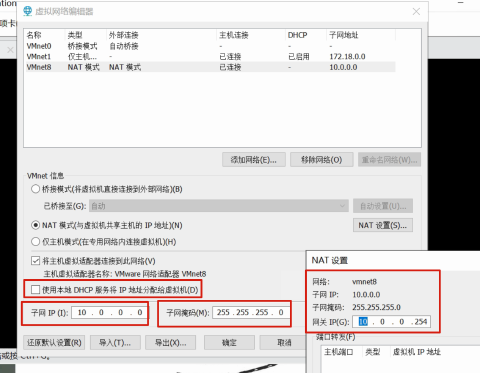 ation
项卡
虚拟网络编辑器
名称 类型 外部连接 主机连接 DHCP 子网地址
VMnet0 桥接模式 自动桥接 - - -
VMnet1 仅主机... - 已连接 已启用 172.18.0.0
VMnet8 NAT 模式 NAT 模式 已连接 - 10.0.0.0
添加网络(E)... 移除网络(O) 重命名网络(W)...
VMnet 信息
桥接模式(将虚拟机直接连接到外部网络)(B)
已桥接至(G): 自动 自动设置(U)...
NAT 模式(与虚拟机共享主机的 IP 地址)(N) NAT 设置(S)...
仅主机模式(在专用网络内连接虚拟机)(H)
将主机虚拟适配器连接到此网络(V)
主机虚拟适配器名称: VMware 网络适配器 VMnet8
使用本地 DHCP 服务将 IP 地址分配给虚拟机(D)
子网 IP (I): 10 . 0 . 0 . 0 子网掩码(M): 255 .255 .255 . 0
还原默认设置(R) 导入(T)... 导出(X)... 确定 取消
NAT 设置
网络: vmnet8
子网 IP: 10.0.0.0
子网掩码: 255.255.255.0
网关 IP(G): 10 . 0 . 0 .254
端口转发(F)
主机端口 类型 虚拟机 IP 地址
或按 Ctrl+G。